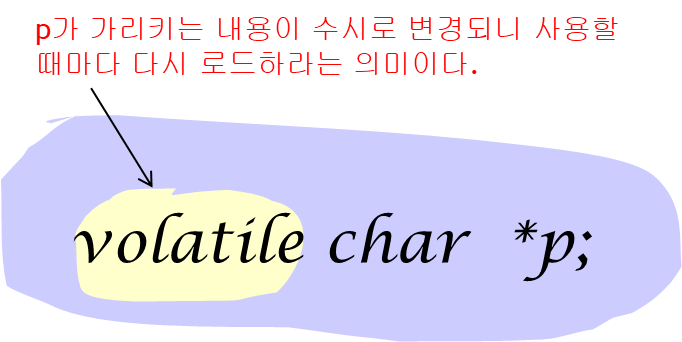 p가 가리키는 내용이 수시로 변경되니 사용할
때마다 다시 로드하라는 의미이다.
volatile char *p;